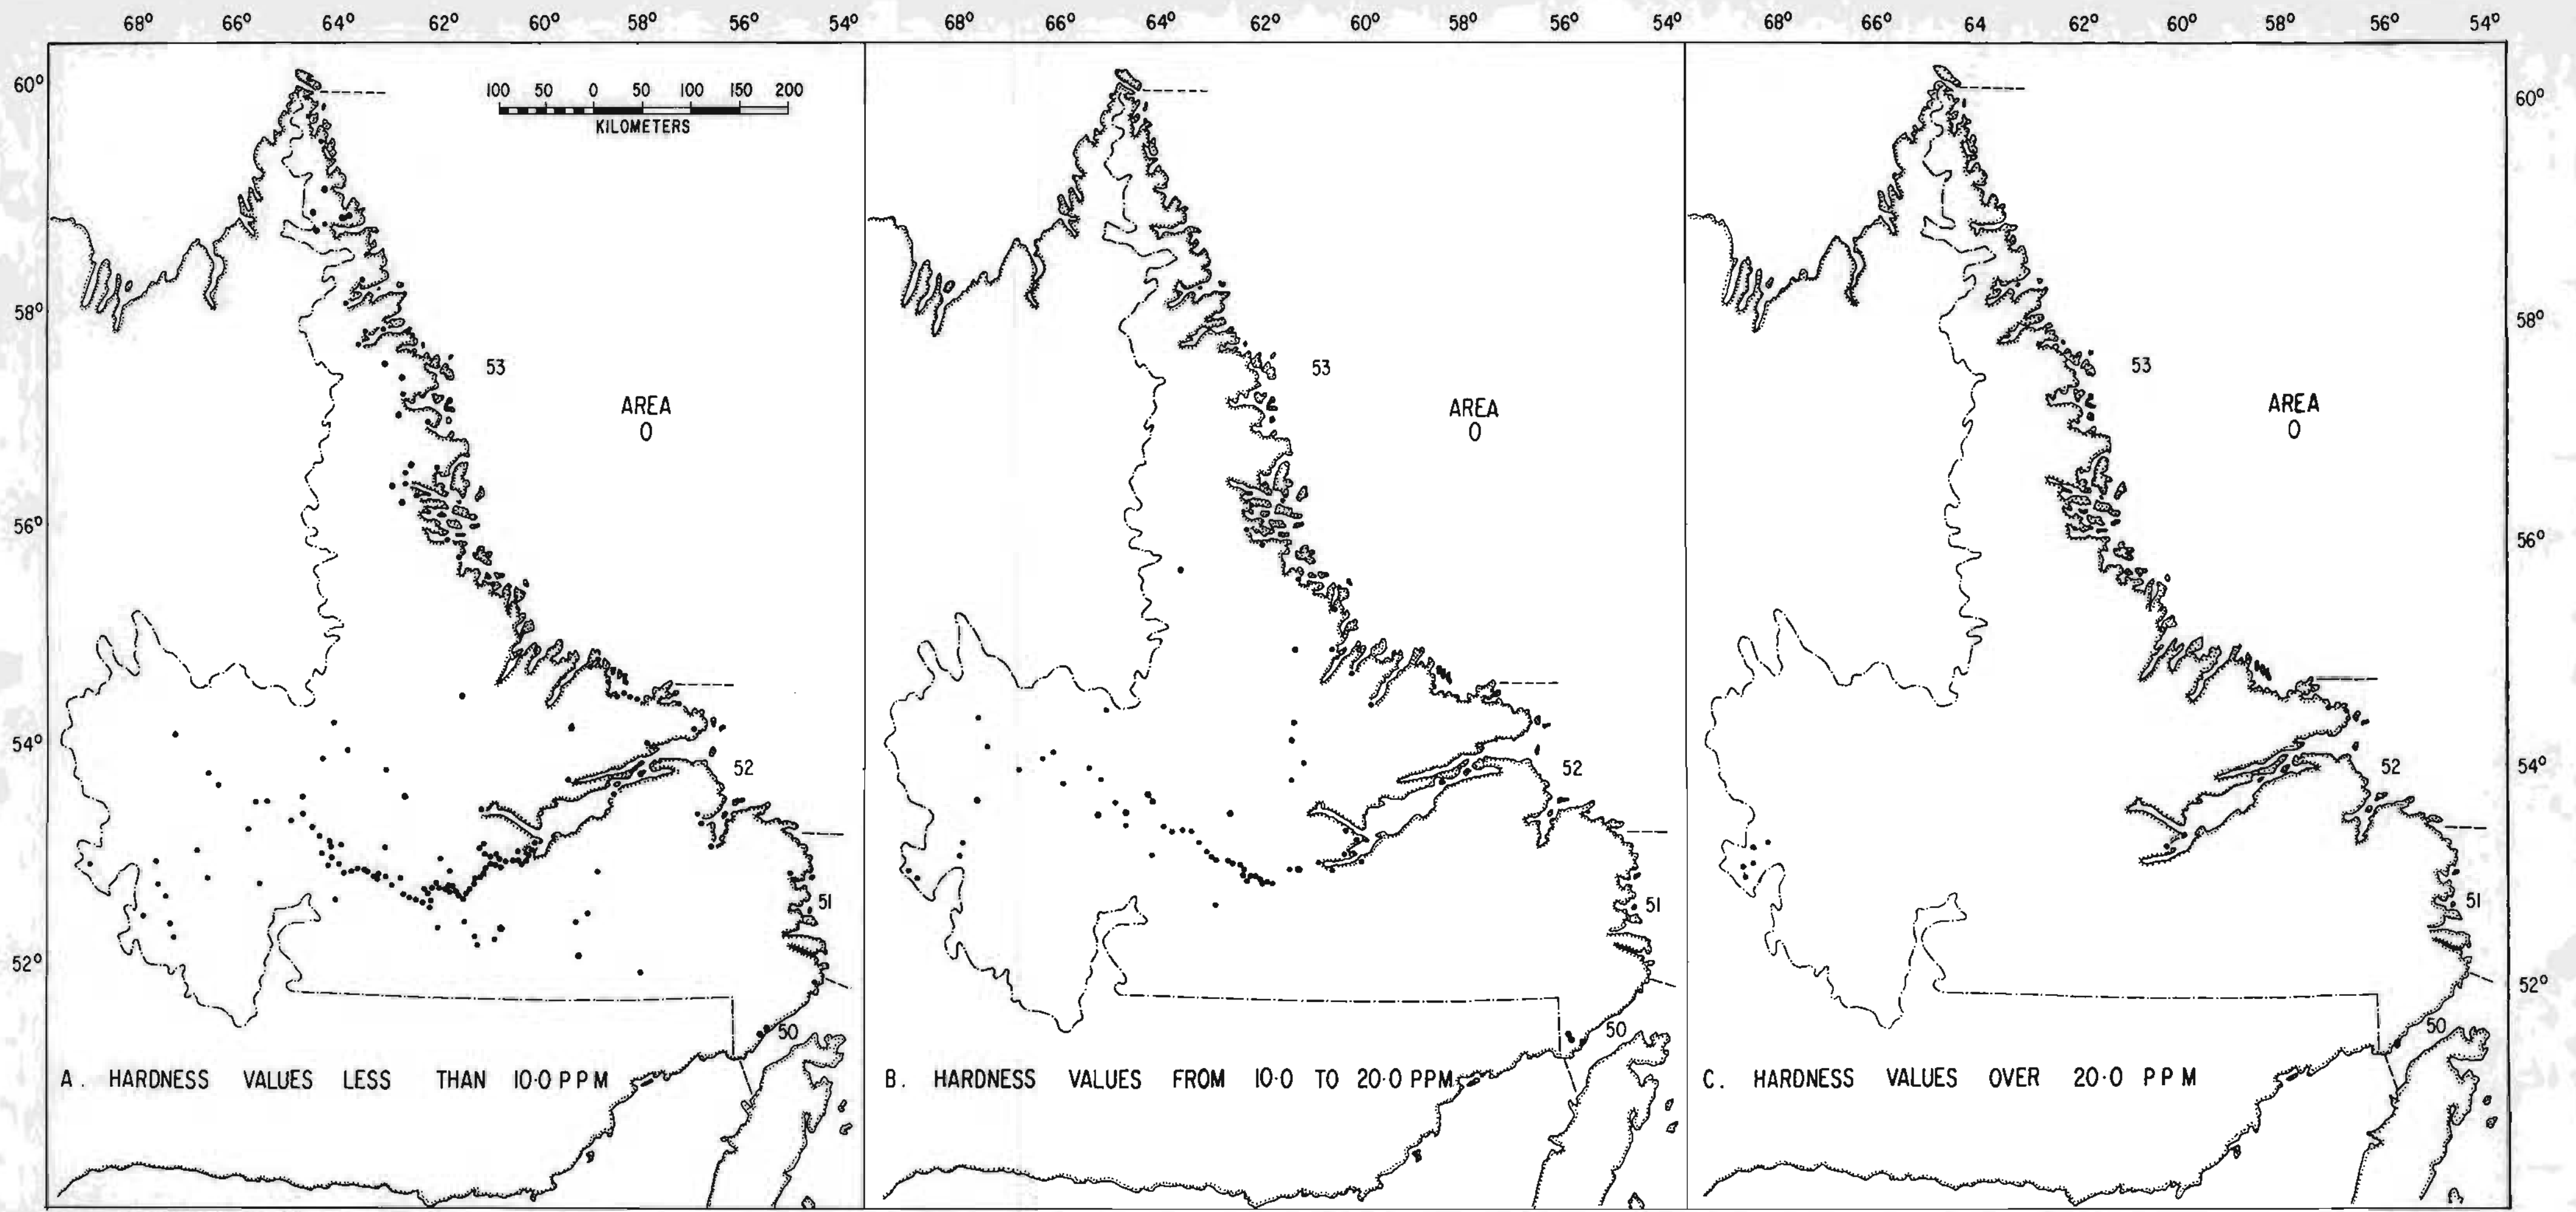 68° 66° 64° 62° 60° 58° 56° 54° 68° 66° 64° 62° 60° 58° 56° 54° 68° 66° 64 62° 60° 58° 56° 54°
60°
100 50 0 50 100 150 200
KILOMETERS
58°
53
AREA
0
56°
54°
52
51
52°
50
A. HARDNESS VALUES LESS THAN 10·0 PPM
53
AREA
0
52
51
50
B. HARDNESS VALUES FROM 10·0 TO 20·0 PPM
60°
58°
53
AREA
0
56°
54°
52
51
52°
50
C. HARDNESS VALUES OVER 20·0 PPM